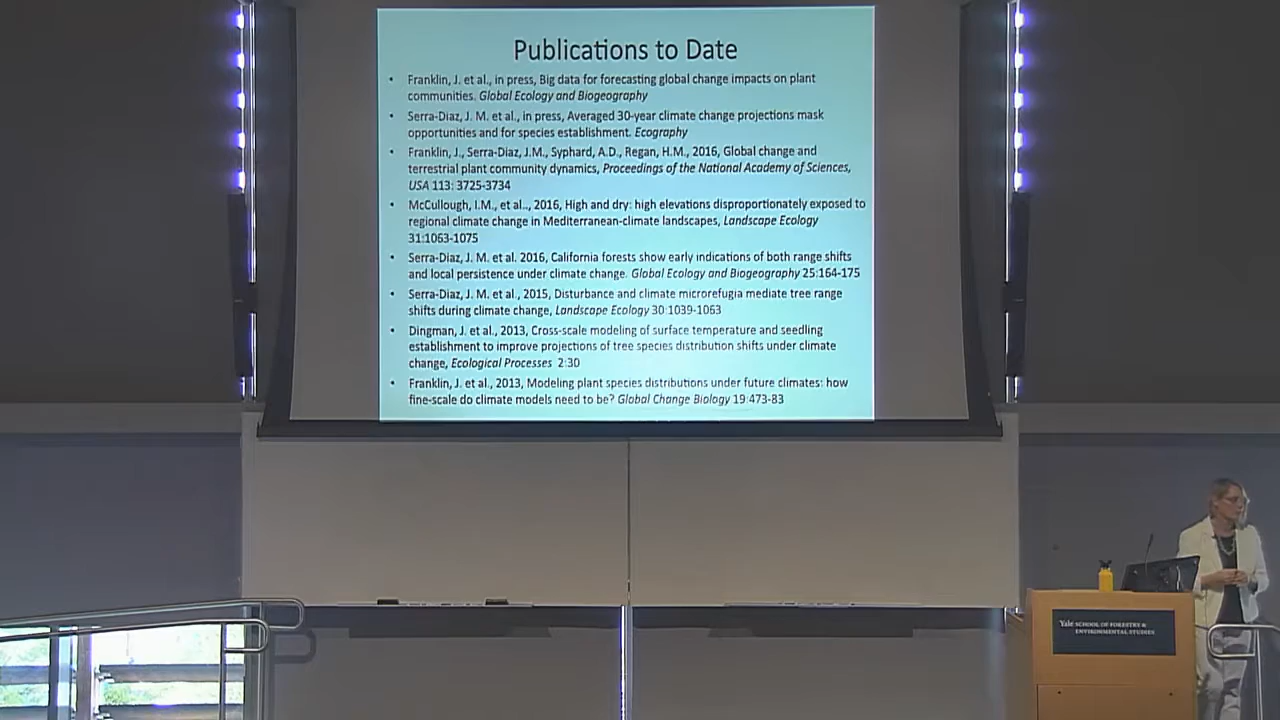 Publications to Date
• Franklin, J. et al., in press, Big data for forecasting global change impacts on plant
communities. Global Ecology and Biogeography
• Serra-Diaz, J. M. et al., in press, Averaged 30-year climate change projections mask
opportunities and for species establishment. Ecography
• Franklin, J., Serra-Diaz, J.M., Syphard, A.D., Regan, H.M., 2016, Global change and
terrestrial plant community dynamics, Proceedings of the National Academy of Sciences,
USA 113: 3725-3734
• McCullough, I.M., et al.., 2016, High and dry: high elevations disproportionately exposed to
regional climate change in Mediterranean-climate landscapes, Landscape Ecology
31:1063-1075
• Serra-Diaz, J. M. et al. 2016, California forests show early indications of both range shifts
and local persistence under climate change. Global Ecology and Biogeography 25:164-175
• Serra-Diaz, J. M. et al., 2015, Disturbance and climate microrefugia mediate tree range
shifts during climate change, Landscape Ecology 30:1039-1063
• Dingman, J. et al., 2013, Cross-scale modeling of surface temperature and seedling
establishment to improve projections of tree species distribution shifts under climate
change, Ecological Processes 2:30
• Franklin, J. et al., 2013, Modeling plant species distributions under future climates: how
fine-scale do climate models need to be? Global Change Biology 19:473-83
Yale SCHOOL OF FORESTRY &
ENVIRONMENTAL STUDIES